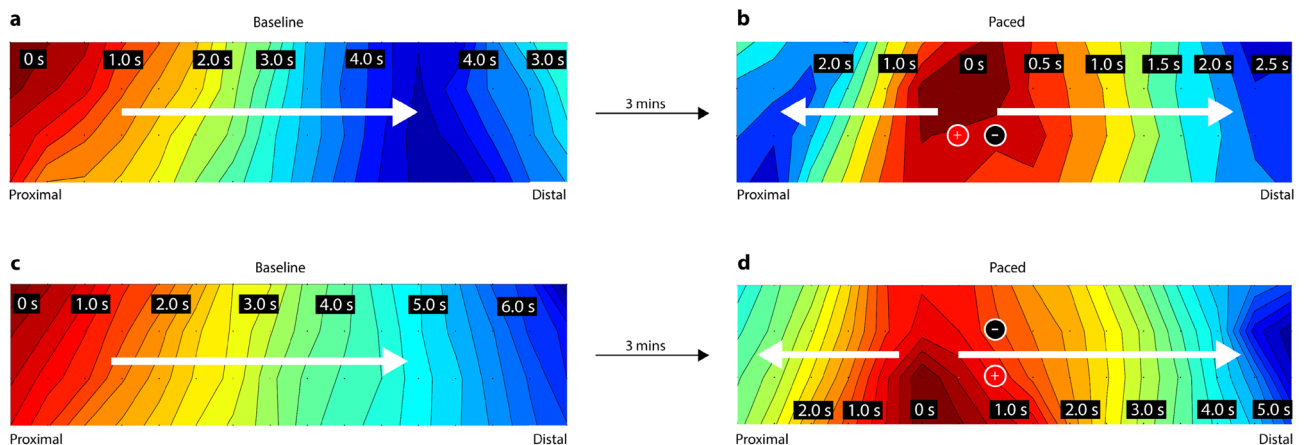 a
Baseline
0 s 1.0 s 2.0 s 3.0 s 4.0 s 4.0 s 3.0 s
Proximal Distal
3 mins
b
Paced
2.0 s 1.0 s 0 s 0.5 s 1.0 s 1.5 s 2.0 s 2.5 s
+ −
Proximal Distal
c
Baseline
0 s 1.0 s 2.0 s 3.0 s 4.0 s 5.0 s 6.0 s
Proximal Distal
3 mins
d
Paced
−
+
2.0 s 1.0 s 0 s 1.0 s 2.0 s 3.0 s 4.0 s 5.0 s
Proximal Distal